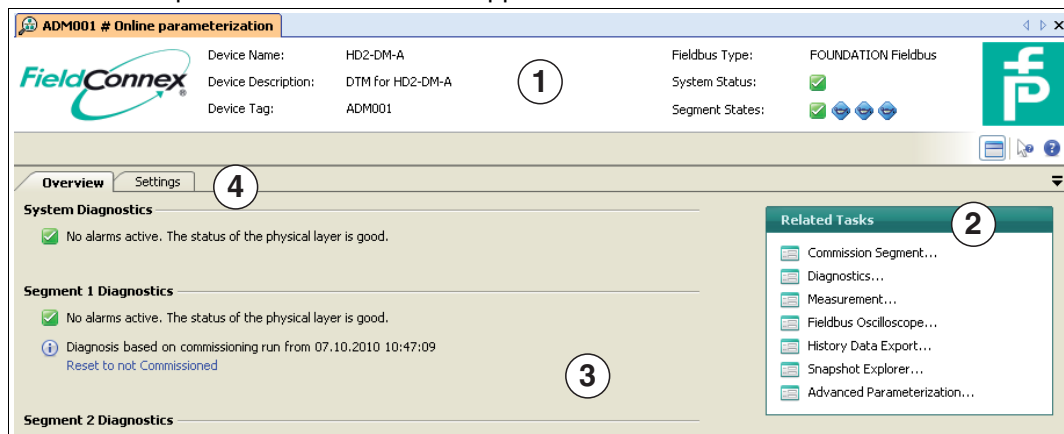 ADM001 # Online parameterization
FieldConnex®
Device Name: HD2-DM-A
Device Description: DTM for HD2-DM-A
Device Tag: ADM001
1
Fieldbus Type: FOUNDATION Fieldbus
System Status:
Segment States:
Overview Settings
4
System Diagnostics
No alarms active. The status of the physical layer is good.
Segment 1 Diagnostics
No alarms active. The status of the physical layer is good.
Diagnosis based on commissioning run from 07.10.2010 10:47:09
Reset to not Commissioned
3
Segment 2 Diagnostics
Related Tasks
2
Commission Segment...
Diagnostics...
Measurement...
Fieldbus Oscilloscope...
History Data Export...
Snapshot Explorer...
Advanced Parameterization...